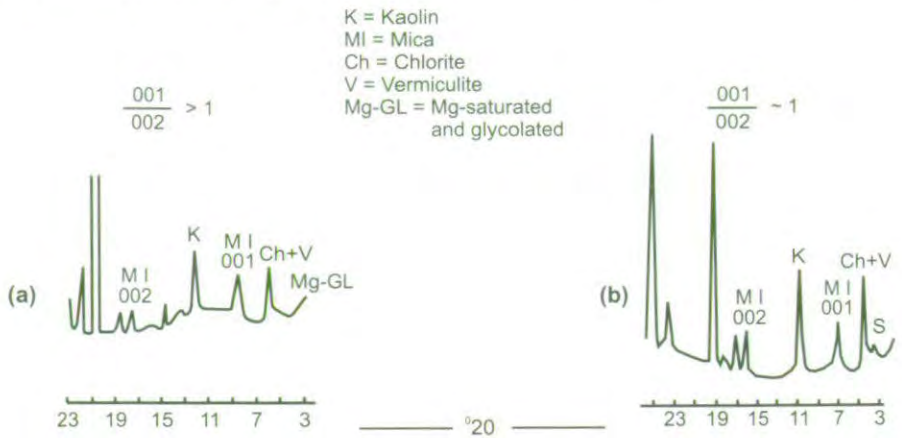 K = Kaolin
MI = Mica
Ch = Chlorite
V = Vermiculite
Mg-GL = Mg-saturated
and glycolated
001
002
> 1
001
002
~ 1
(a)
M I
002
K
M I
001
Ch+V
Mg-GL
23 19 15 11 7 3
(b)
M I
002
K
M I
001
Ch+V
S
23 19 15 11 7 3
⁰20